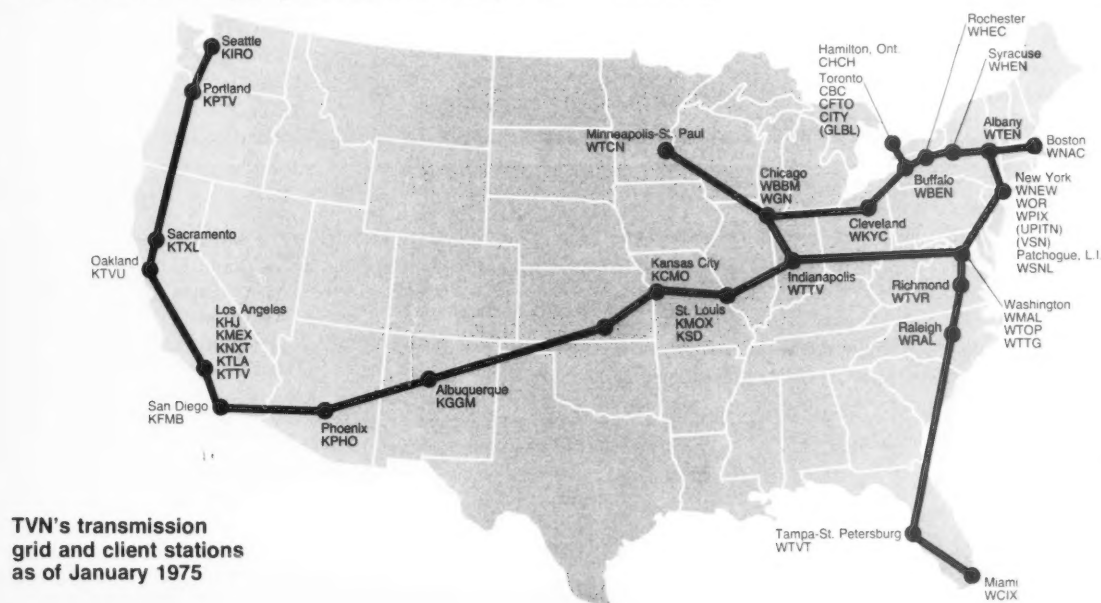 Seattle
KIRO
Portland
KPTV
Sacramento
KTXL
Oakland
KTVU
Los Angeles
KHJ
KMEX
KNXT
KTLA
KTTV
San Diego
KFMB
Phoenix
KPHO
Albuquerque
KGGM
Kansas City
KCMO
St. Louis
KMOX
KSD
Minneapolis-St. Paul
WTCN
Chicago
WBBM
WGN
Indianapolis
WTTV
Cleveland
WKYC
Hamilton, Ont.
CHCH
Toronto
CBC
CFTO
CITY
(GLBL)
Buffalo
WBEN
Rochester
WHEC
Syracuse
WHEN
Albany
WTEN
Boston
WNAC
New York
WNEW
WOR
WPIX
(UPITN)
(VSN)
Patchogue, L.I.
WSNL
Washington
WMAL
WTOP
WTTG
Richmond
WTVR
Raleigh
WRAL
Tampa-St. Petersburg
WTVT
Miami
WCIX
TVN's transmission
grid and client stations
as of January 1975